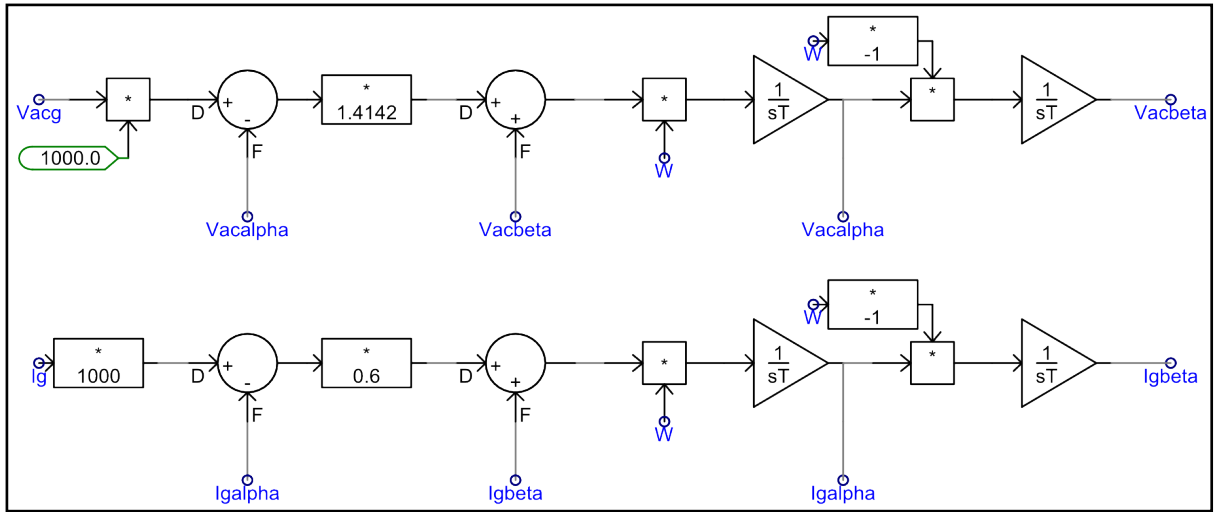 *
-1
W
Vacg
*
1000.0
D
+
-
F
Vacalpha
*
1.4142
D
+
+
F
Vacbeta
*
W
1
sT
Vacalpha
*
1
sT
Vacbeta
*
-1
W
Ig
*
1000
D
+
-
F
Igalpha
*
0.6
D
+
+
F
Igbeta
*
W
1
sT
Igalpha
*
1
sT
Igbeta